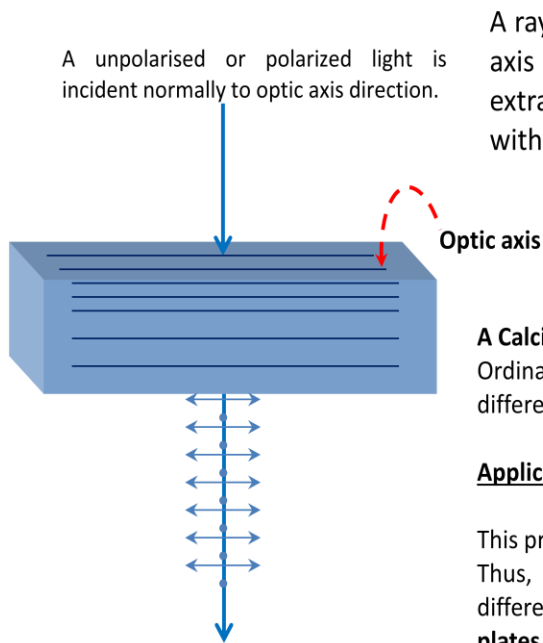 A unpolarised or polarized light is
incident normally to optic axis direction.
A ray
axis
extra
with
Optic axis
A Calci
Ordina
differe
Applic
This pr
Thus,
differe
plates